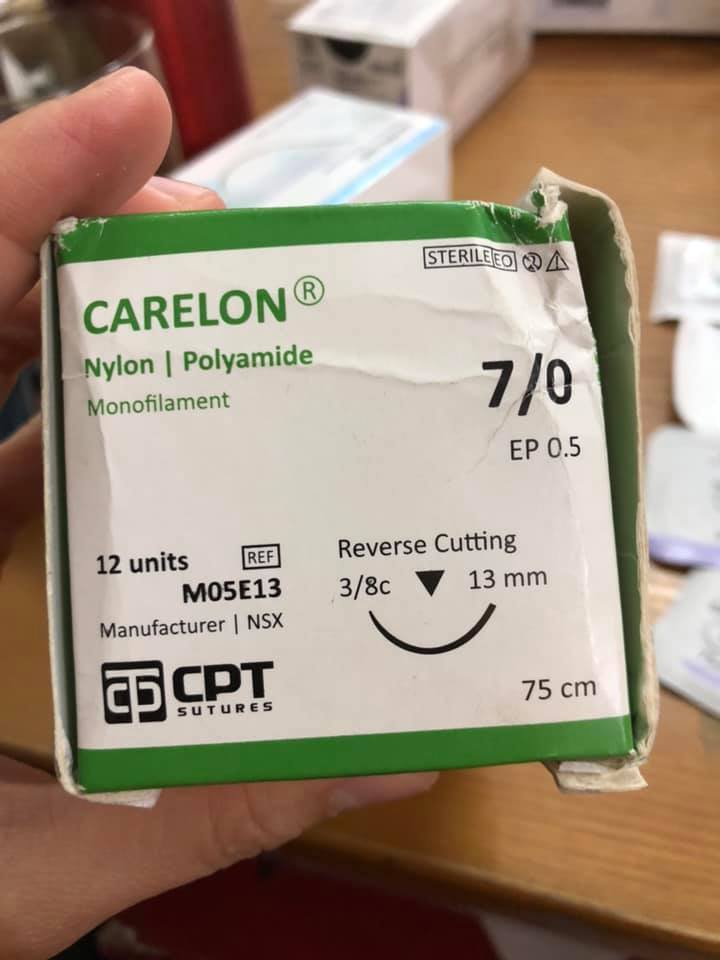 STERILE EO
CARELON®
Nylon | Polyamide
Monofilament
7/0
EP 0.5
12 units
REF
M05E13
Manufacturer | NSX
Reverse Cutting
3/8c
13 mm
CPT
SUTURES
75 cm